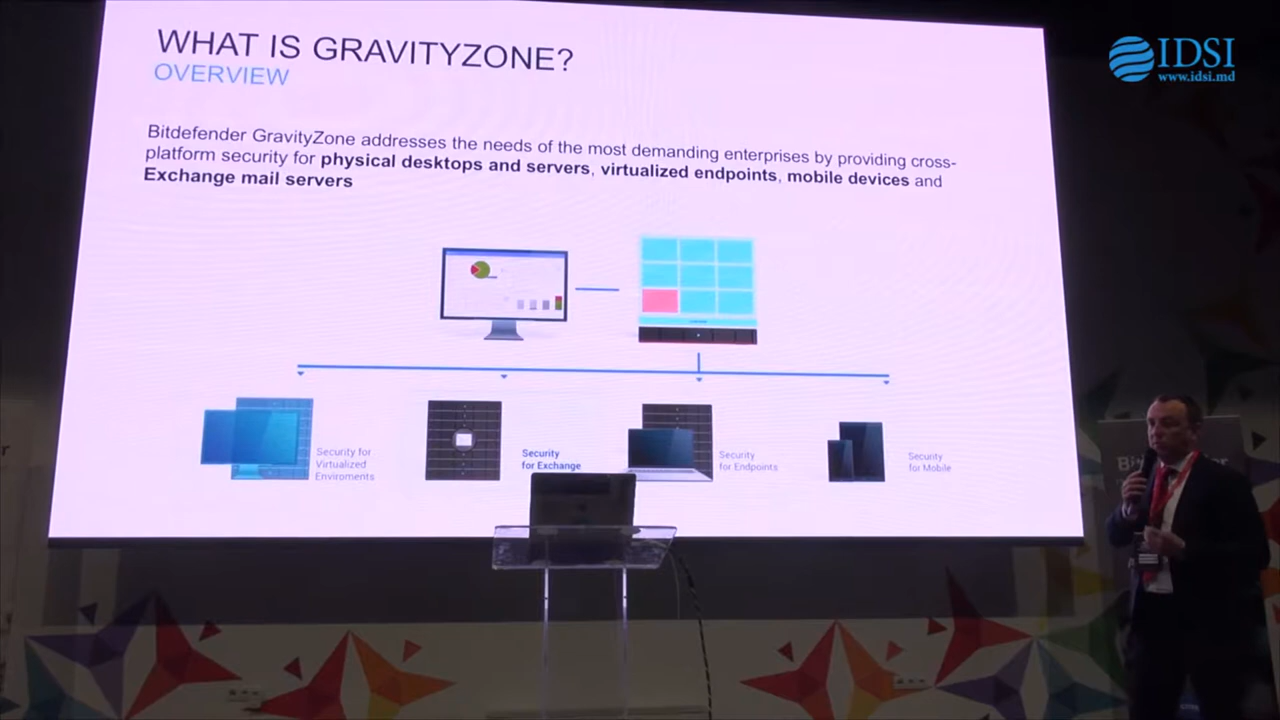 WHAT IS GRAVITYZONE?
OVERVIEW
IDSI
www.idsi.md
Bitdefender GravityZone addresses the needs of the most demanding enterprises by providing cross-
platform security for physical desktops and servers, virtualized endpoints, mobile devices and
Exchange mail servers
Security for
Virtualized
Enviroments
Security
for Exchange
Security
for Endpoints
Security
for Mobile